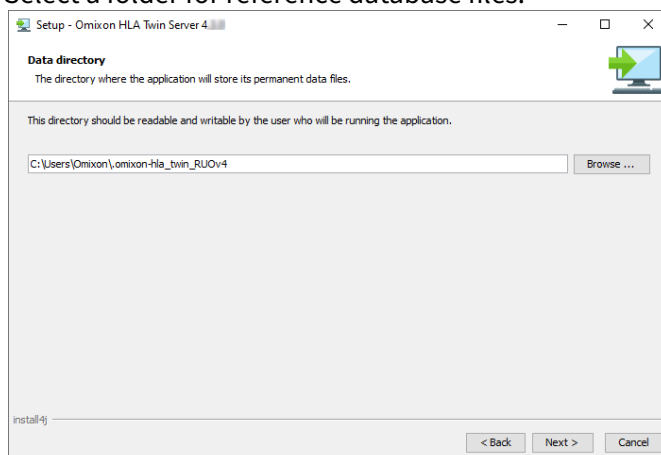 Select a folder for reference database files.
Setup - Omixon HLA Twin Server 4.
Data directory
The directory where the application will store its permanent data files.
This directory should be readable and writable by the user who will be running the application.
C:\Users\Omixon\.omixon-hla_twin_RUOv4
Browse ...
install4j
< Back Next > Cancel